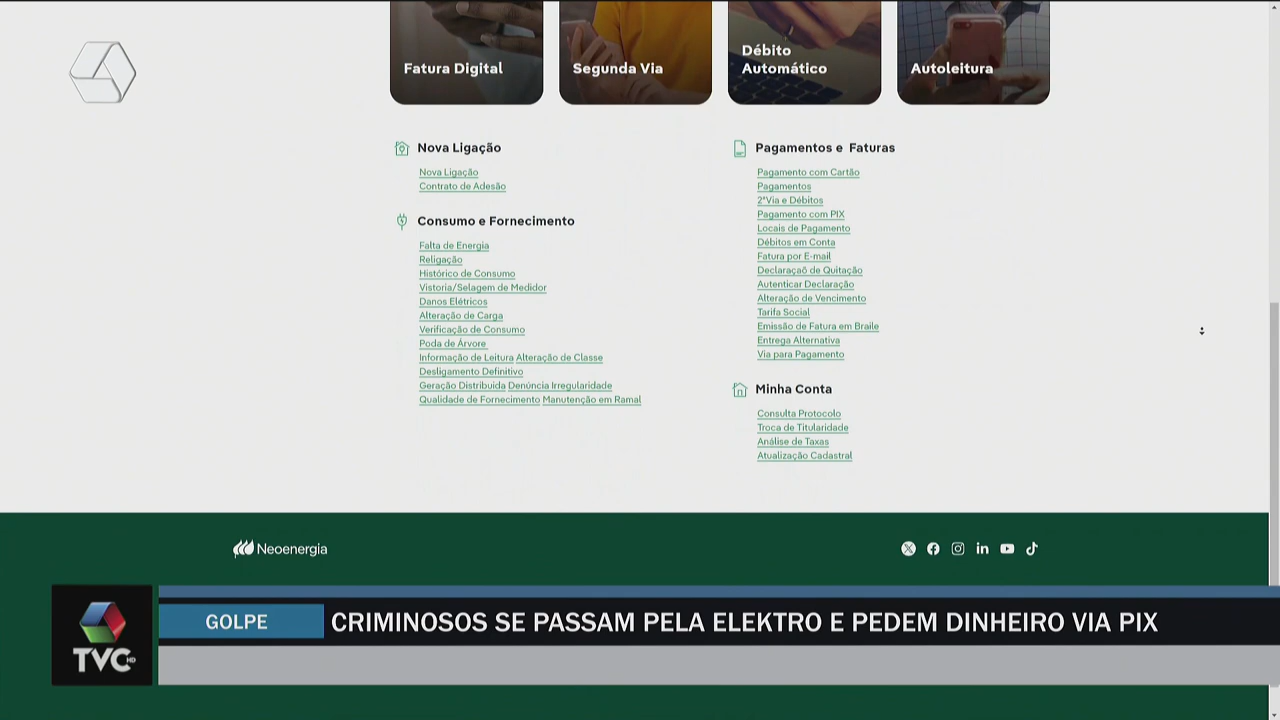 Fatura Digital
Segunda Via
Débito
Automático
Autoleitura
Nova Ligação
Nova Ligação
Contrato de Adesão
Consumo e Fornecimento
Falta de Energia
Religação
Histórico de Consumo
Vistoria/Selagem de Medidor
Danos Elétricos
Alteração de Carga
Verificação de Consumo
Poda de Árvore
Informação de Leitura Alteração de Classe
Desligamento Definitivo
Geração Distribuida Denúncia Irregularidade
Qualidade de Fornecimento Manutenção em Ramal
Pagamentos e Faturas
Pagamento com Cartão
Pagamentos
2ªVia e Débitos
Pagamento com PIX
Locais de Pagamento
Débitos em Conta
Fatura por E-mail
Declaraçaõ de Quitação
Autenticar Declaração
Alteração de Vencimento
Tarifa Social
Emissão de Fatura em Braile
Entrega Alternativa
Via para Pagamento
Minha Conta
Consulta Protocolo
Troca de Titularidade
Análise de Taxas
Atualização Cadastral
Neoenergia
GOLPE
CRIMINOSOS SE PASSAM PELA ELEKTRO E PEDEM DINHEIRO VIA PIX
TVC HD